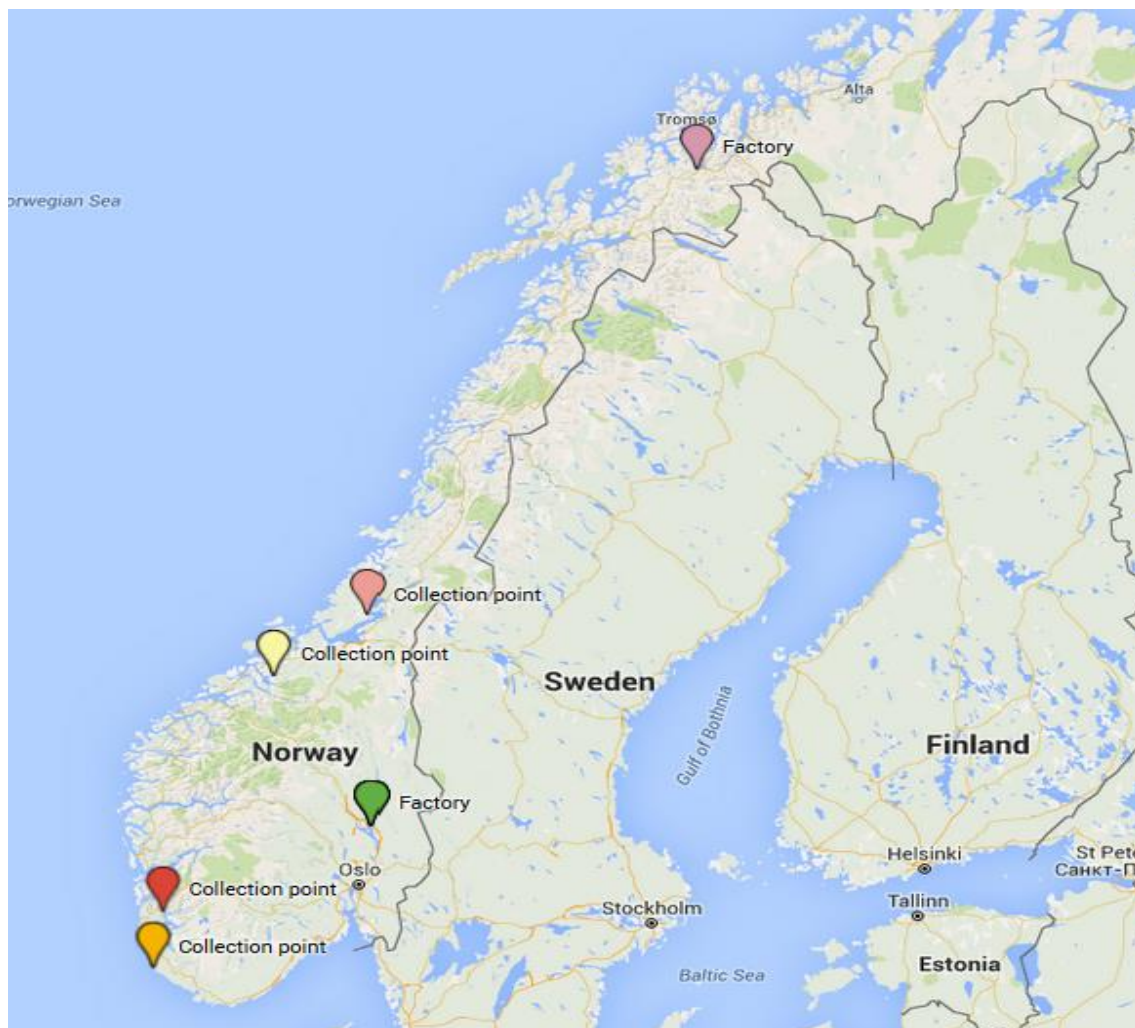 Alta
Tromsø
Factory
orwegian Sea
Collection point
Collection point
Sweden
Gulf of Bothnia
Norway
Finland
Factory
Helsinki
St Pete
Санкт-П
Oslo
Collection point
Tallinn
Stockholm
Collection point
Estonia
Baltic Sea